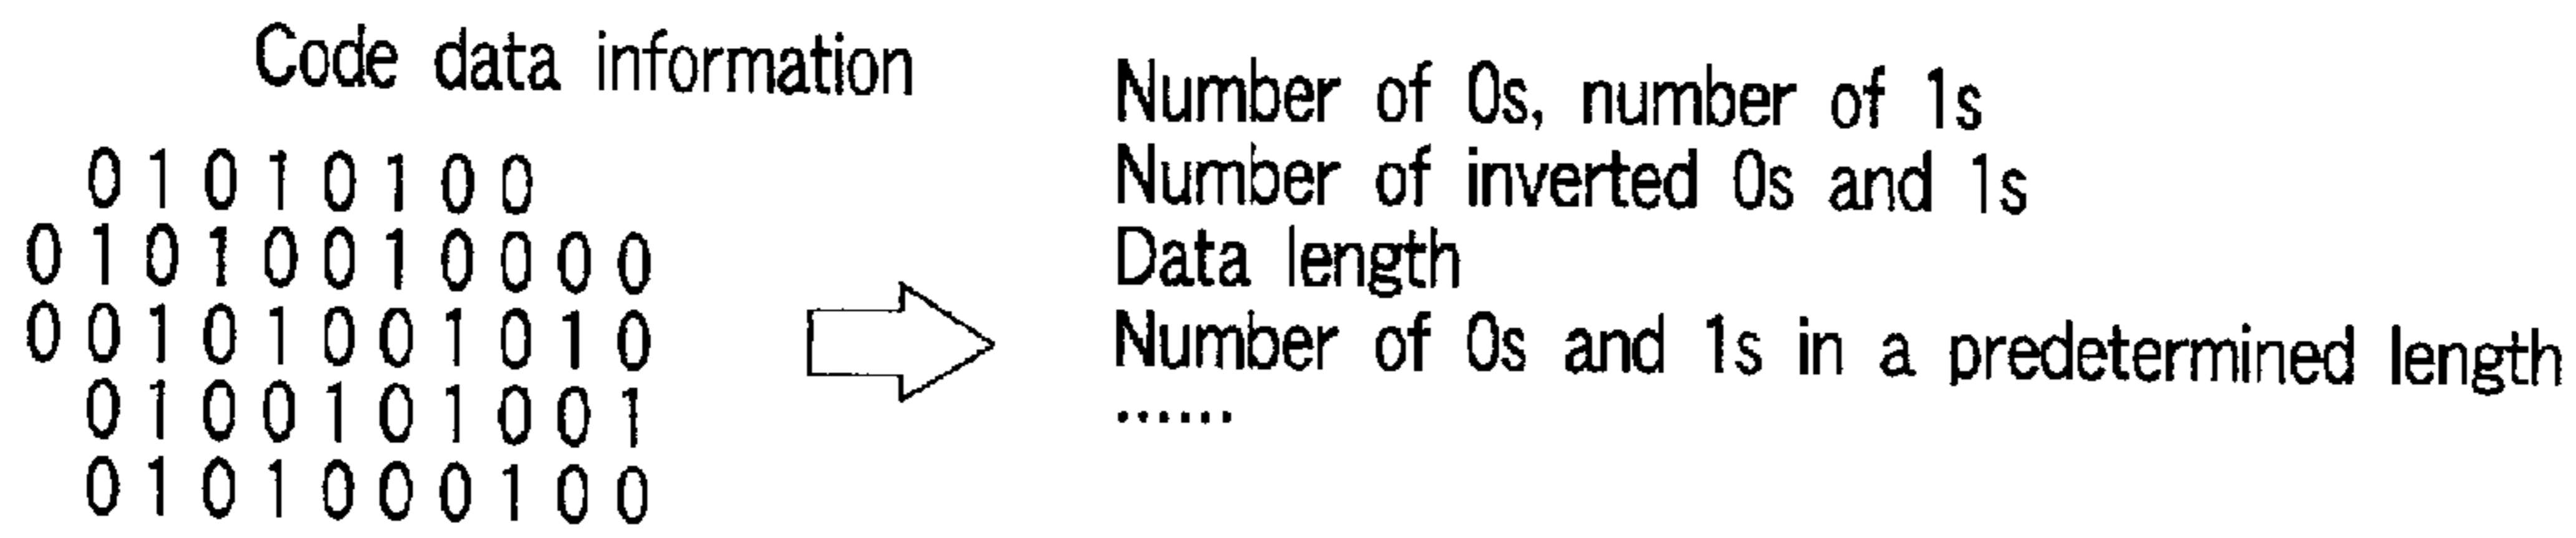 Code data information
0 1 0 1 0 1 0 0
0 1 0 1 0 0 1 0 0 0 0
0 0 1 0 1 0 0 1 0 1 0
0 1 0 0 1 0 1 0 0 1
0 1 0 1 0 0 0 1 0 0
Number of 0s, number of 1s
Number of inverted 0s and 1s
Data length
Number of 0s and 1s in a predetermined length
......